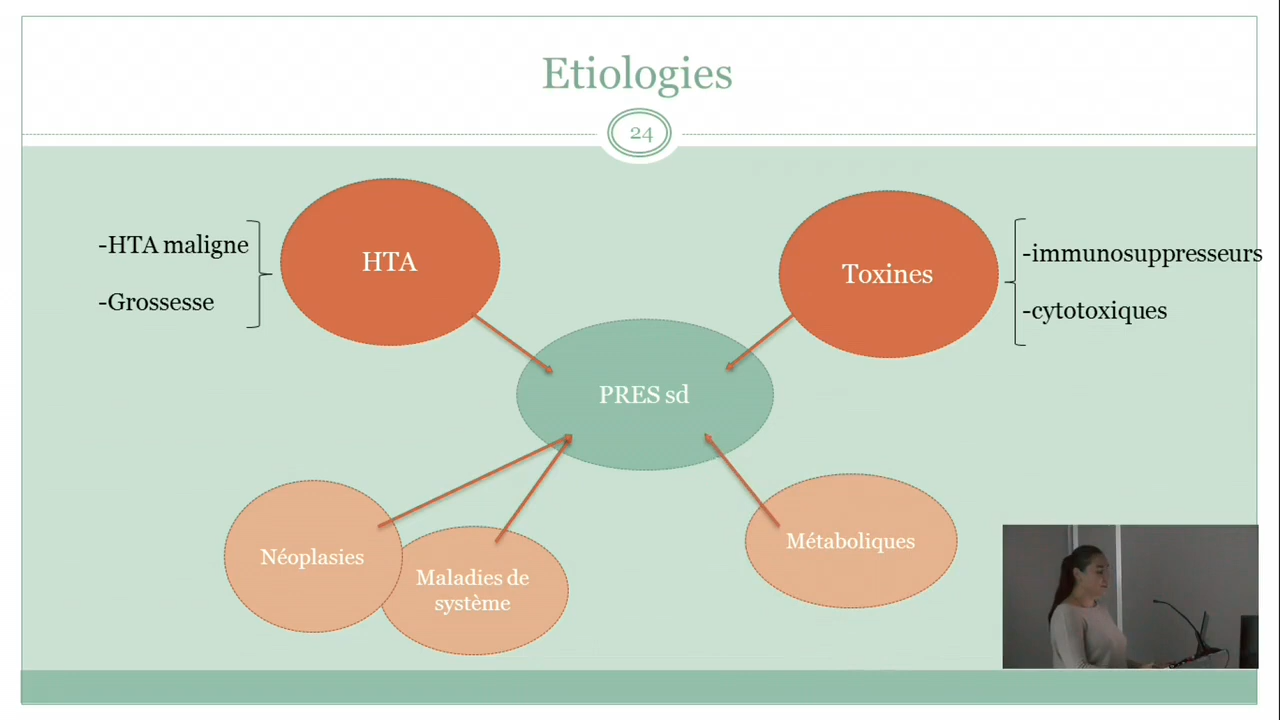 Etiologies
24
-HTA maligne
-Grossesse
HTA
Toxines
-immunosuppresseurs
-cytotoxiques
PRES sd
Néoplasies
Maladies de
système
Métaboliques